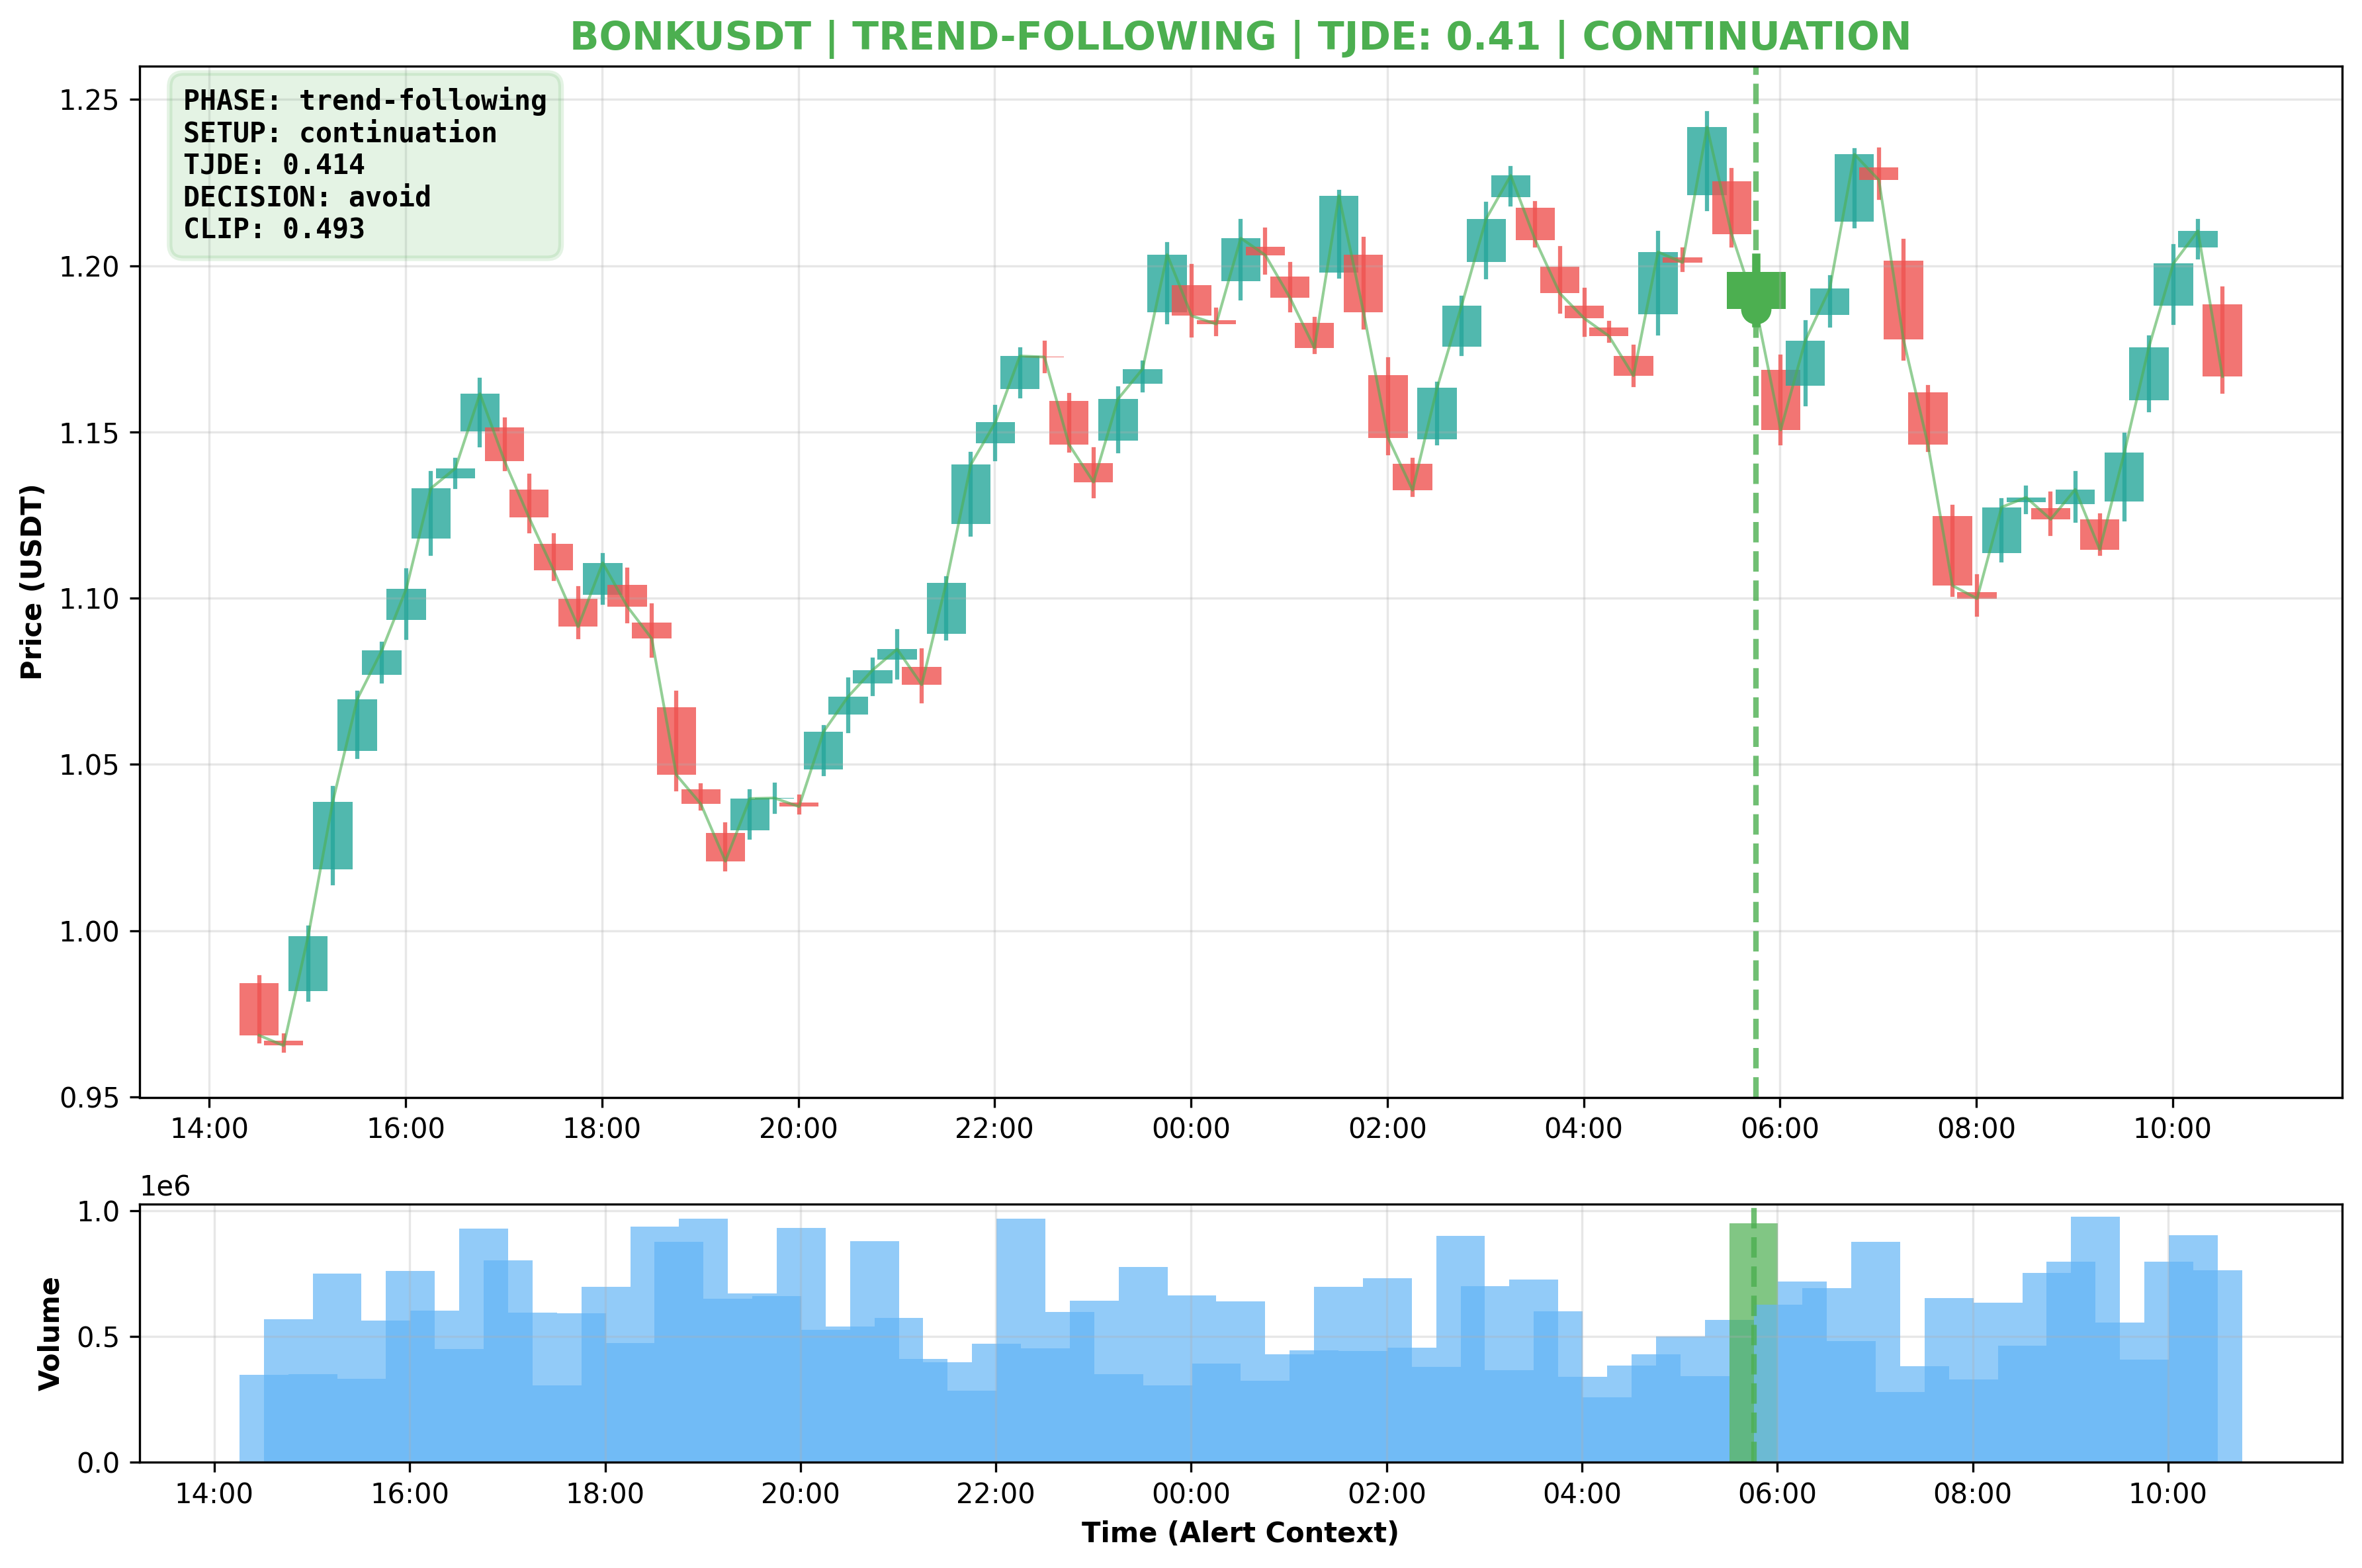 BONKUSDT | TREND-FOLLOWING | TJDE: 0.41 | CONTINUATION
PHASE: trend-following
SETUP: continuation
TJDE: 0.414
DECISION: avoid
CLIP: 0.493
Price (USDT)
1.25
1.20
1.15
1.10
1.05
1.00
0.95
14:00 16:00 18:00 20:00 22:00 00:00 02:00 04:00 06:00 08:00 10:00
1e6
Volume
1.0
0.5
0.0
14:00 16:00 18:00 20:00 22:00 00:00 02:00 04:00 06:00 08:00 10:00
Time (Alert Context)